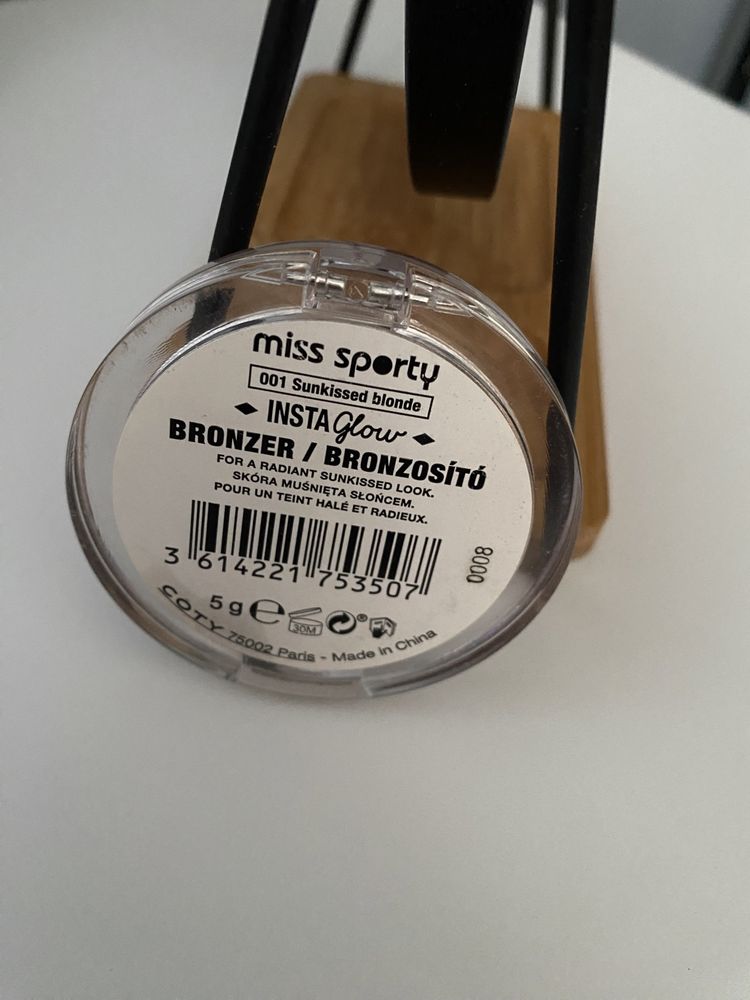 miss sporty
001 Sunkissed blonde
INSTA Glow
BRONZER / BRONZOSÍTÓ
FOR A RADIANT SUNKISSED LOOK.
SKÓRA MUŚNIĘTA SŁOŃCEM.
POUR UN TEINT HALÉ ET RADIEUX.
3 614221 753507
0008
5 g ℮ 30M ®
COTY 75002 Paris - Made in China